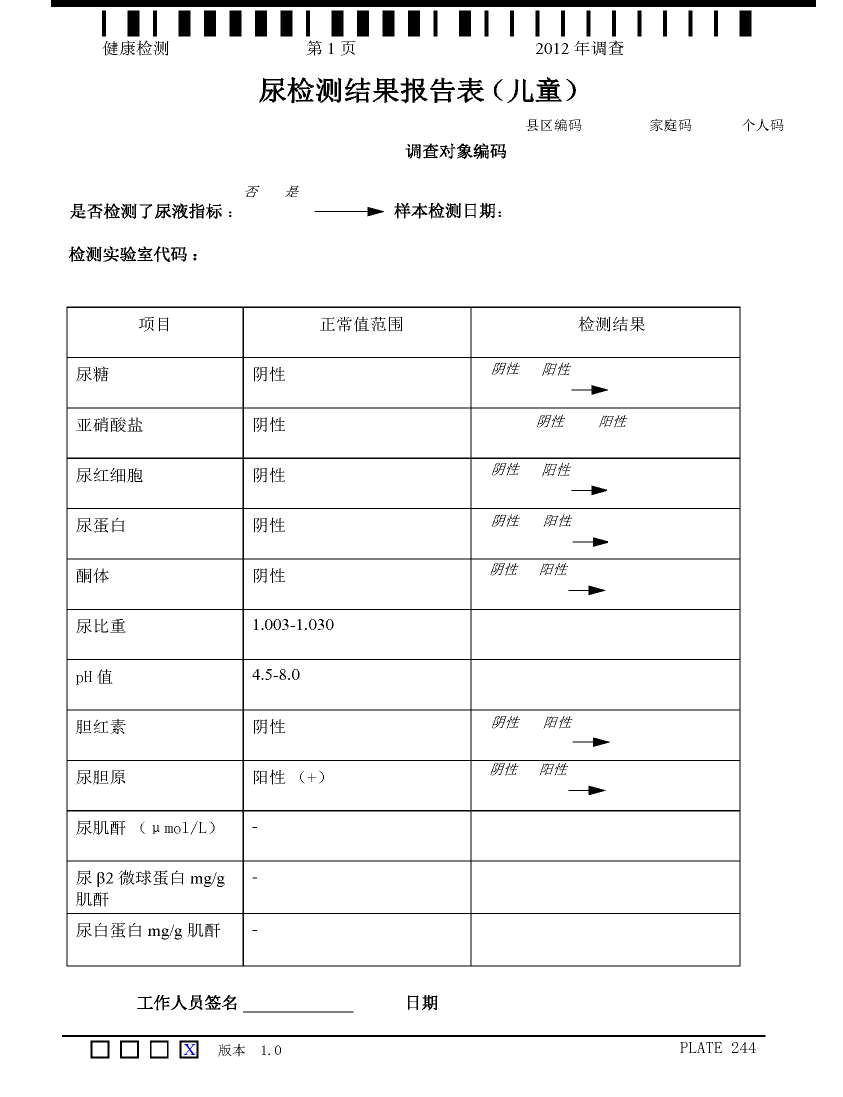 健康检测 第 1 页 2012 年调查
尿检测结果报告表（儿童）
县区编码 家庭码 个人码
调查对象编码
否 是
是否检测了尿液指标： 样本检测日期：
检测实验室代码：
项目 正常值范围 检测结果
尿糖 阴性 阴性 阳性
亚硝酸盐 阴性 阴性 阳性
尿红细胞 阴性 阴性 阳性
尿蛋白 阴性 阴性 阳性
酮体 阴性 阴性 阳性
尿比重 1.003-1.030
pH 值 4.5-8.0
胆红素 阴性 阴性 阳性
尿胆原 阳性 （+） 阴性 阳性
尿肌酐 （μmol/L） -
尿 β2 微球蛋白 mg/g -
肌酐
尿白蛋白 mg/g 肌酐 -
工作人员签名 日期
X 版本 1.0 PLATE 244